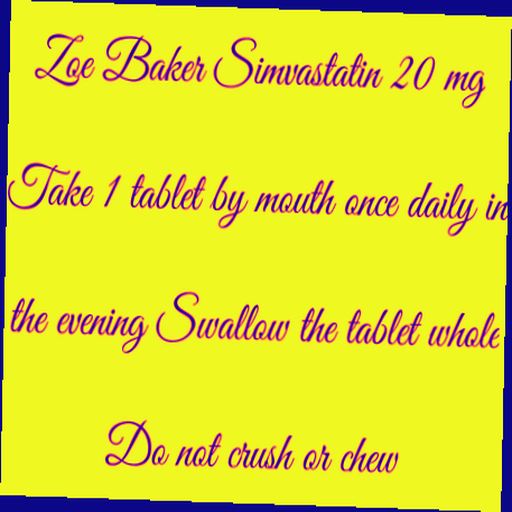 Zoe Baker Simvastatin 20 mg
Take 1 tablet by mouth once daily in
the evening Swallow the tablet whole
Do not crush or chew